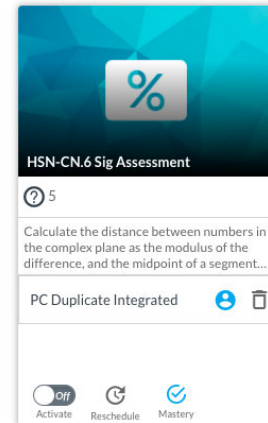 %
HSN-CN.6 Sig Assessment
? 5
Calculate the distance between numbers in
the complex plane as the modulus of the
difference, and the midpoint of a segment...
PC Duplicate Integrated
Off
Activate Reschedule Mastery